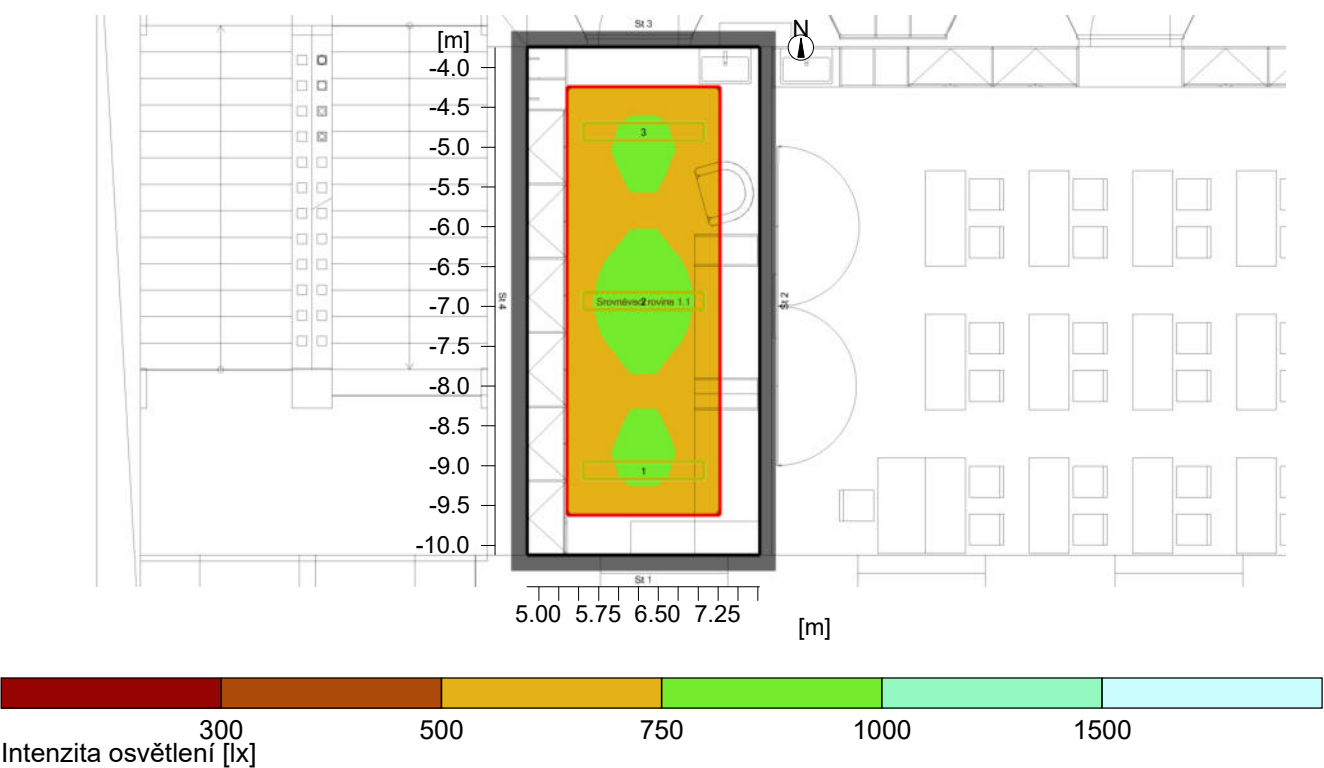 St 3
N
[m]
-4.0
-4.5
-5.0
-5.5
-6.0
-6.5
-7.0
-7.5
-8.0
-8.5
-9.0
-9.5
-10.0
3
St 4
Srovnávací rovina 1.1
2
St 2
1
St 1
5.00 5.75 6.50 7.25
[m]
300 500 750 1000 1500
Intenzita osvětlení [lx]